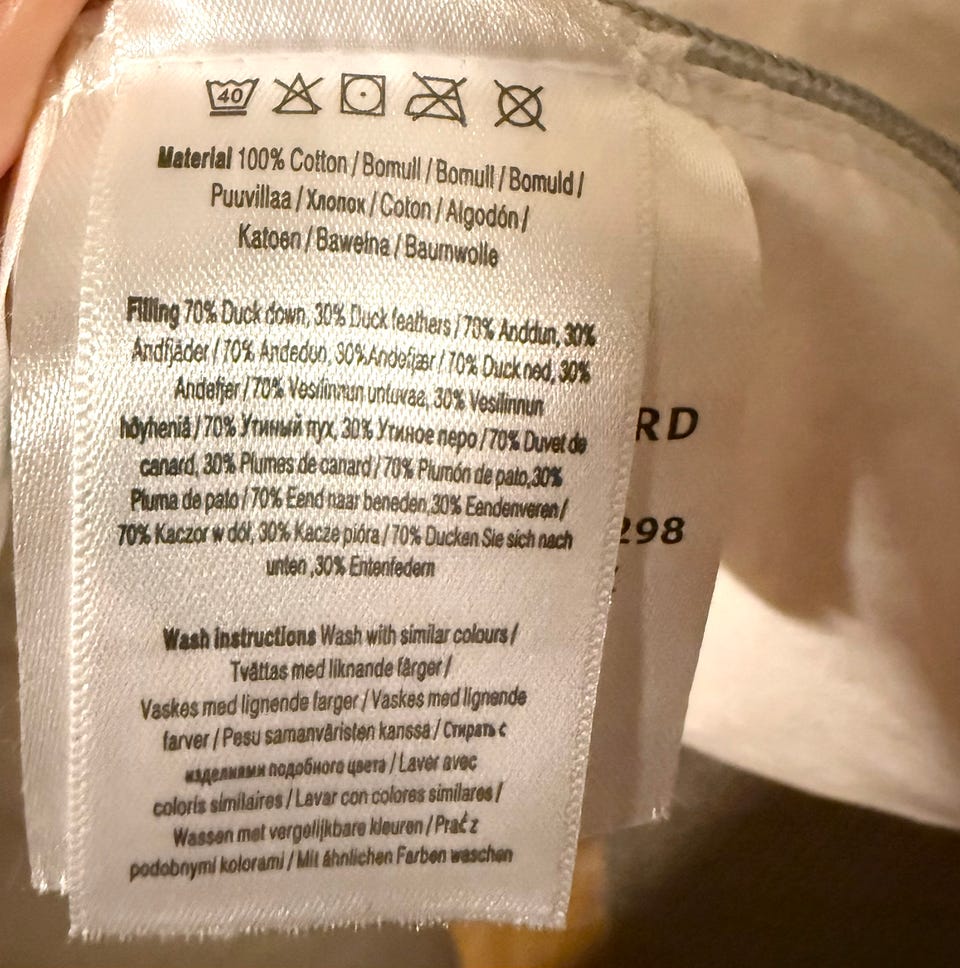 40
Material 100% Cotton / Bomull / Bomull / Bomuld /
Puuvillaa / Хлопок / Coton / Algodón /
Katoen / Bawełna / Baumwolle
Filling 70% Duck down, 30% Duck feathers / 70% Anddun, 30%
Andfjäder / 70% Andedun, 30%Andefjær / 70% Duck ned, 30%
Andefjer / 70% Vesilinnun untuvaa, 30% Vesilinnun
höyheniä / 70% Утиный пух, 30% Утиное перо / 70% Duvet de
canard, 30% Plumes de canard / 70% Plumón de pato,30%
Pluma de pato / 70% Eend naar beneden,30% Eendenveren /
70% Kaczor w dół, 30% Kacze pióra / 70% Ducken Sie sich nach
unten ,30% Entenfedern
Wash instructions Wash with similar colours /
Tvättas med liknande färger /
Vaskes med lignende farger / Vaskes med lignende
farver / Pesu samanväristen kanssa / Стирать с
изделиями подобного цвета / Laver avec
coloris similaires / Lavar con colores similares /
Wassen met vergelijkbare kleuren / Prać z
podobnymi kolorami / Mit ähnlichen Farben waschen
RD
298